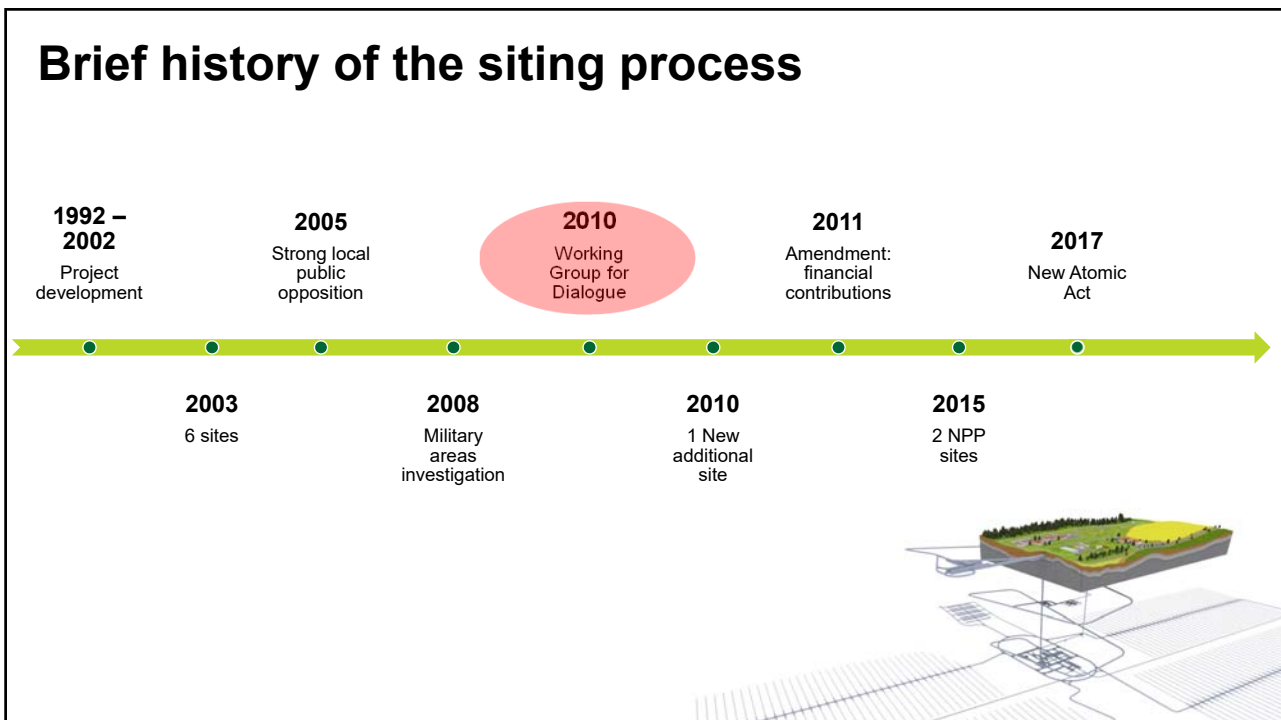 Brief history of the siting process
1992 –
2002
Project
development
2005
Strong local
public
opposition
2010
Working
Group for
Dialogue
2011
Amendment:
financial
contributions
2017
New Atomic
Act
2003
6 sites
2008
Military
areas
investigation
2010
1 New
additional
site
2015
2 NPP
sites